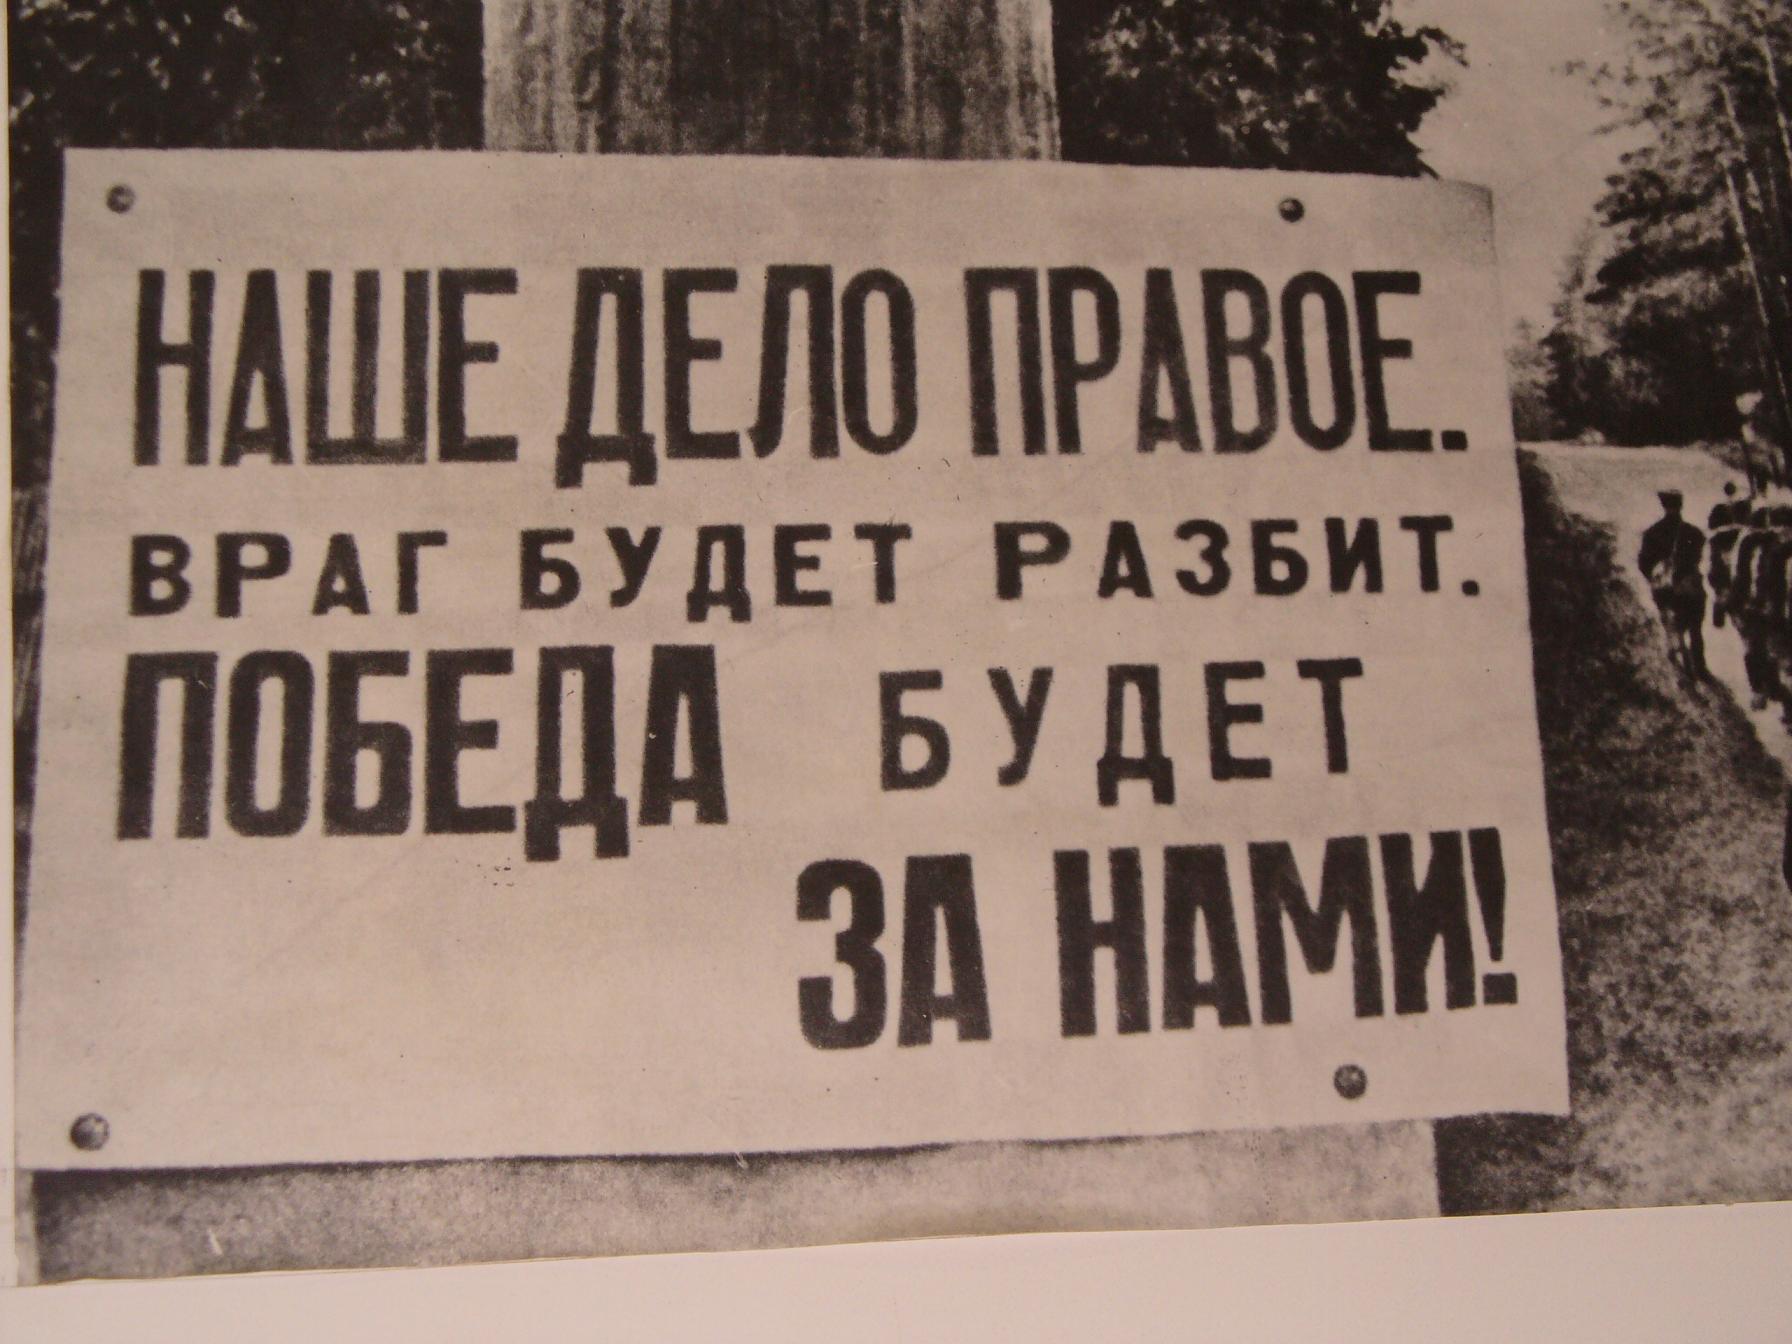 НАШЕ ДЕЛО ПРАВОЕ.
ВРАГ БУДЕТ РАЗБИТ.
ПОБЕДА БУДЕТ
ЗА НАМИ!